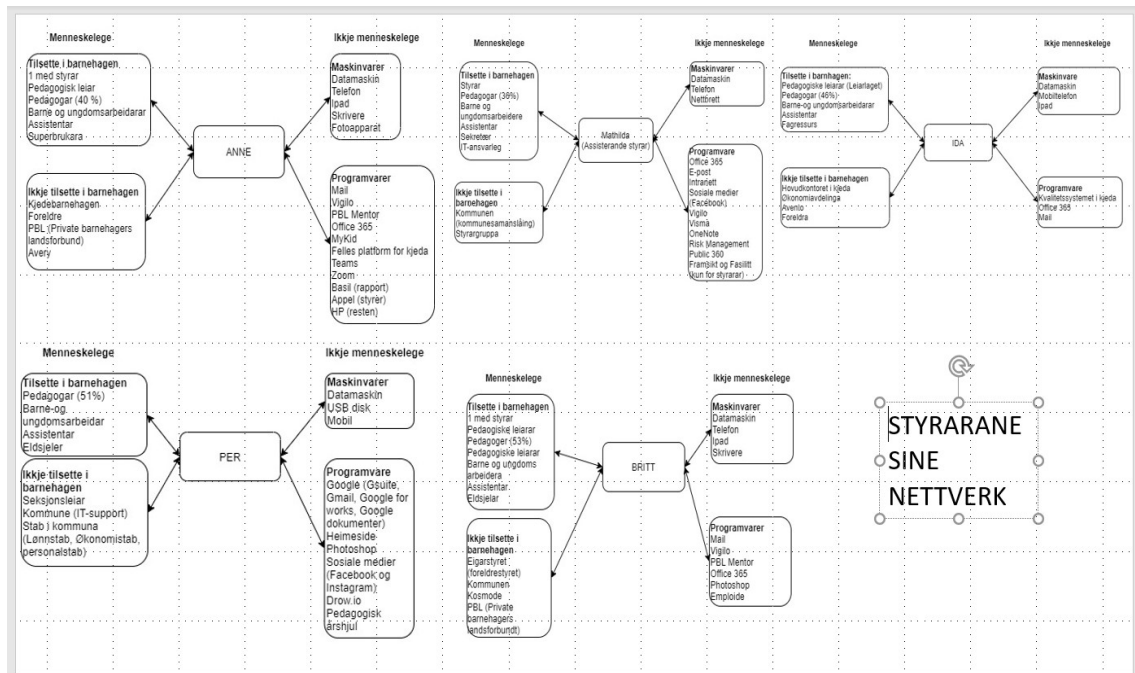 Menneskelege
Ikkje menneskelege
Tilsette i barnehagen
1 med styrar
Pedagogisk leiar
Pedagogar (40 %)
Barne og ungdomsarbeidarar
Assistentar
Superbrukara
Ikkje tilsette i barnehagen
Kjedebarnehagen
Foreldre
PBL (Private barnehagers
landsforbund)
Avery
ANNE
Maskinvarer
Datamaskin
Telefon
Ipad
Skrivere
Fotoapparat
Programvarer
Mail
Vigilo
PBL Mentor
Office 365
MyKid
Felles platform for kjeda
Teams
Zoom
Basil (rapport)
Appel (styrer)
HP (resten)
Menneskelege
Ikkje menneskelege
Tilsette i barnehagen
Styrar
Pedagogar (36%)
Barne og
ungdomsarbeidere
Assistentar
Sekretær
IT-ansvarleg
Ikkje tilsette i
barnehagen
Kommunen
(kommunesamanslåing)
Styrargruppa
Mathilda
(Assisterande styrar)
Maskinvarer
Datamaskin
Telefon
Nettbrett
Programvare
Office 365
E-post
Intranett
Sosiale medier
(Facebook)
Vigilo
Visma
OneNote
Risk Management
Public 360
Framsikt og Fasilitt
(kun for styrarar)
Menneskelege
Ikkje menneskelege
Tilsette i barnhagen:
Pedagogiske leiarar (Leiarlaget)
Pedagogar (46%)
Barne-og ungdomsarbeidarar
Assistentar
Fagressurs
Ikkje tilsette i barnehagen
Hovudkontoret i kjeda
Økonomiavdelinga
Avenlo
Foreldra
IDA
Maskinvare
Datamaskin
Mobiltelefon
Ipad
Programvare
Kvalitetssystemet i kjeda
Office 365
Mail
Menneskelege
Ikkje menneskelege
Tilsette i barnehagen
Pedagogar (51%)
Barne-og
ungdomsarbeidar
Assistentar
Eldsjeler
Ikkje tilsette i
barnehagen
Seksjonsleiar
Kommune (IT-support)
Stab i kommuna
(Lønnstab, Økonomistab,
personalstab)
PER
Maskinvarer
Datamaskin
USB disk
Mobil
Programvare
Google (Gsuite,
Gmail, Google for
works, Google
dokumenter)
Heimeside
Photoshop
Sosiale medier
(Facebook og
Instagram)
Drow.io
Pedagogisk
årshjul
Menneskelege
Ikkje menneskelege
Tilsette i barnehagen
1 med styrar
Pedagogiske leiarar
Pedagoger (53%)
Pedagogiske leiarar
Barne og ungdoms
arbeidera
Assistentar
Eldsjelar
Ikkje tilsette i
barnehagen
Eigarstyret
(foreldrestyret)
Kommunen
Kosmode
PBL (Private
barnehagers
landsforbundt)
BRITT
Maskinvarer
Datamaskin
Telefon
Ipad
Skrivere
Programvarer
Mail
Vigilo
PBL Mentor
Office 365
Photoshop
Emploide
STYRARANE
SINE
NETTVERK